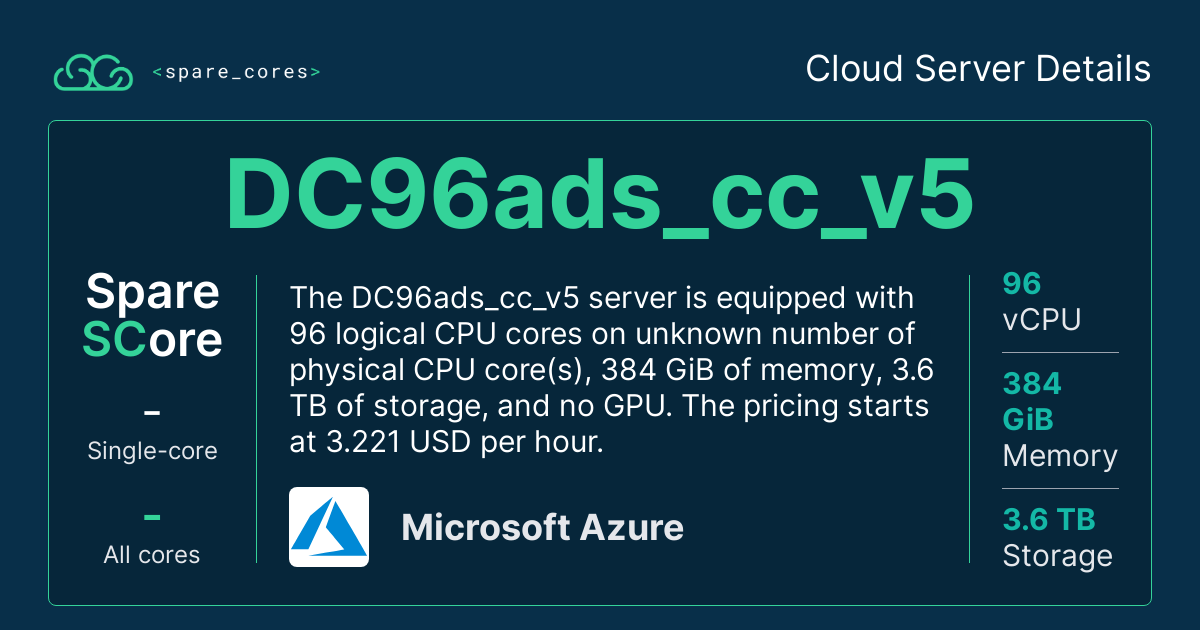 <spare_cores>
Cloud Server Details
DC96ads_cc_v5
Spare
SCore
–
Single-core
–
All cores
The DC96ads_cc_v5 server is equipped with
96 logical CPU cores on unknown number of
physical CPU core(s), 384 GiB of memory, 3.6
TB of storage, and no GPU. The pricing starts
at 3.221 USD per hour.
Microsoft Azure
96
vCPU
384
GiB
Memory
3.6 TB
Storage